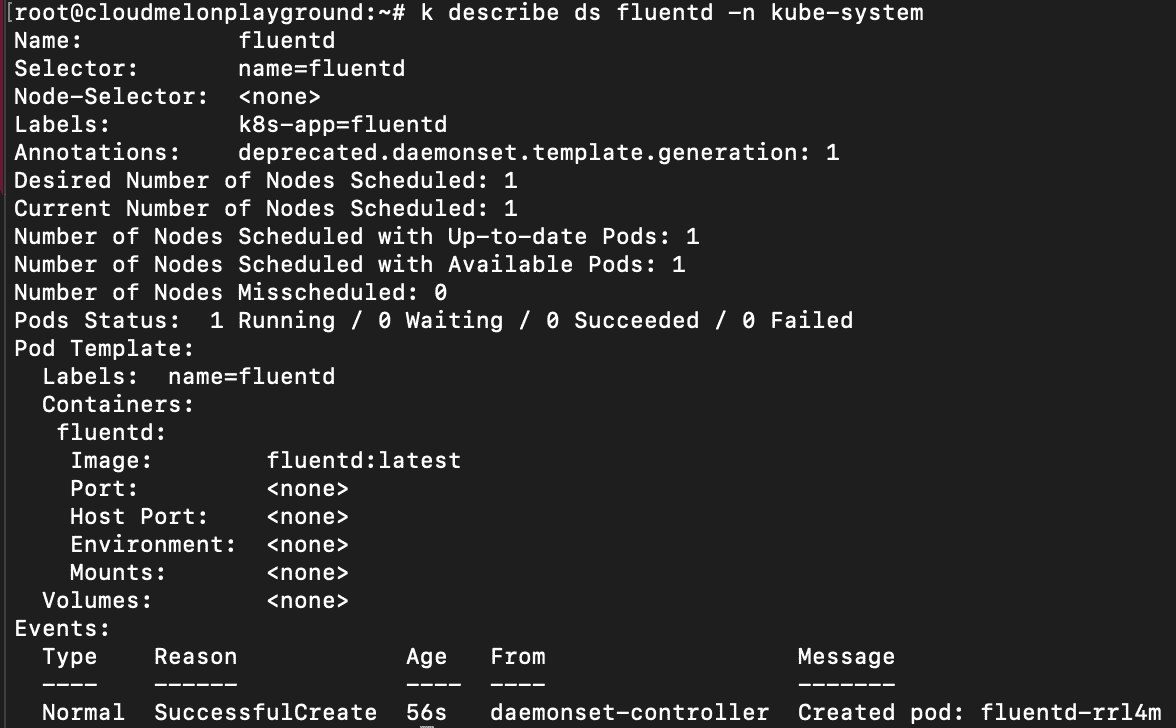 [root@cloudmelonplayground:~# k describe ds fluentd -n kube-system
Name:           fluentd
Selector:       name=fluentd
Node-Selector:  <none>
Labels:         k8s-app=fluentd
Annotations:    deprecated.daemonset.template.generation: 1
Desired Number of Nodes Scheduled: 1
Current Number of Nodes Scheduled: 1
Number of Nodes Scheduled with Up-to-date Pods: 1
Number of Nodes Scheduled with Available Pods: 1
Number of Nodes Misscheduled: 0
Pods Status:  1 Running / 0 Waiting / 0 Succeeded / 0 Failed
Pod Template:
  Labels:  name=fluentd
  Containers:
   fluentd:
    Image:        fluentd:latest
    Port:         <none>
    Host Port:    <none>
    Environment:  <none>
    Mounts:       <none>
  Volumes:        <none>
Events:
  Type    Reason            Age   From                  Message
  ----    ------            ----  ----                  -------
  Normal  SuccessfulCreate  56s   daemonset-controller  Created pod: fluentd-rrl4m